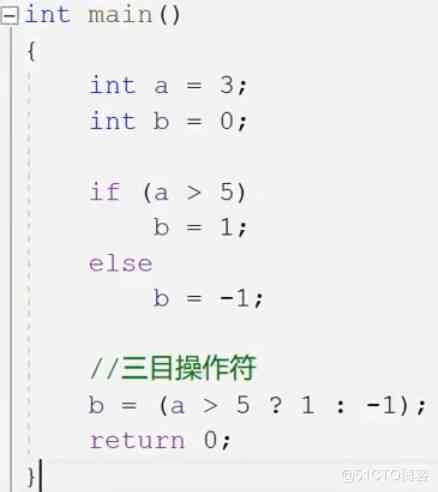 int main()
{
int a = 3;
int b = 0;
if (a > 5)
b = 1;
else
b = -1;
//三目操作符
b = (a > 5 ? 1 : -1);
return 0;
}
@51CTO博客